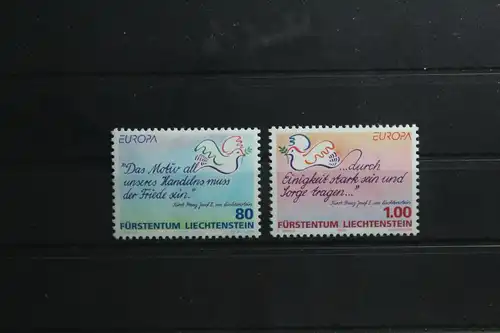 EUROPA
"Das Motiv all
unseres Handelns muss
der Friede sein."
Fürst Franz Josef II. von Liechtenstein
80
FÜRSTENTUM LIECHTENSTEIN
EUROPA
"...durch
Einigkeit stark sein und
Sorge tragen..."
Fürst Franz Josef II. von Liechtenstein
1.00
FÜRSTENTUM LIECHTENSTEIN